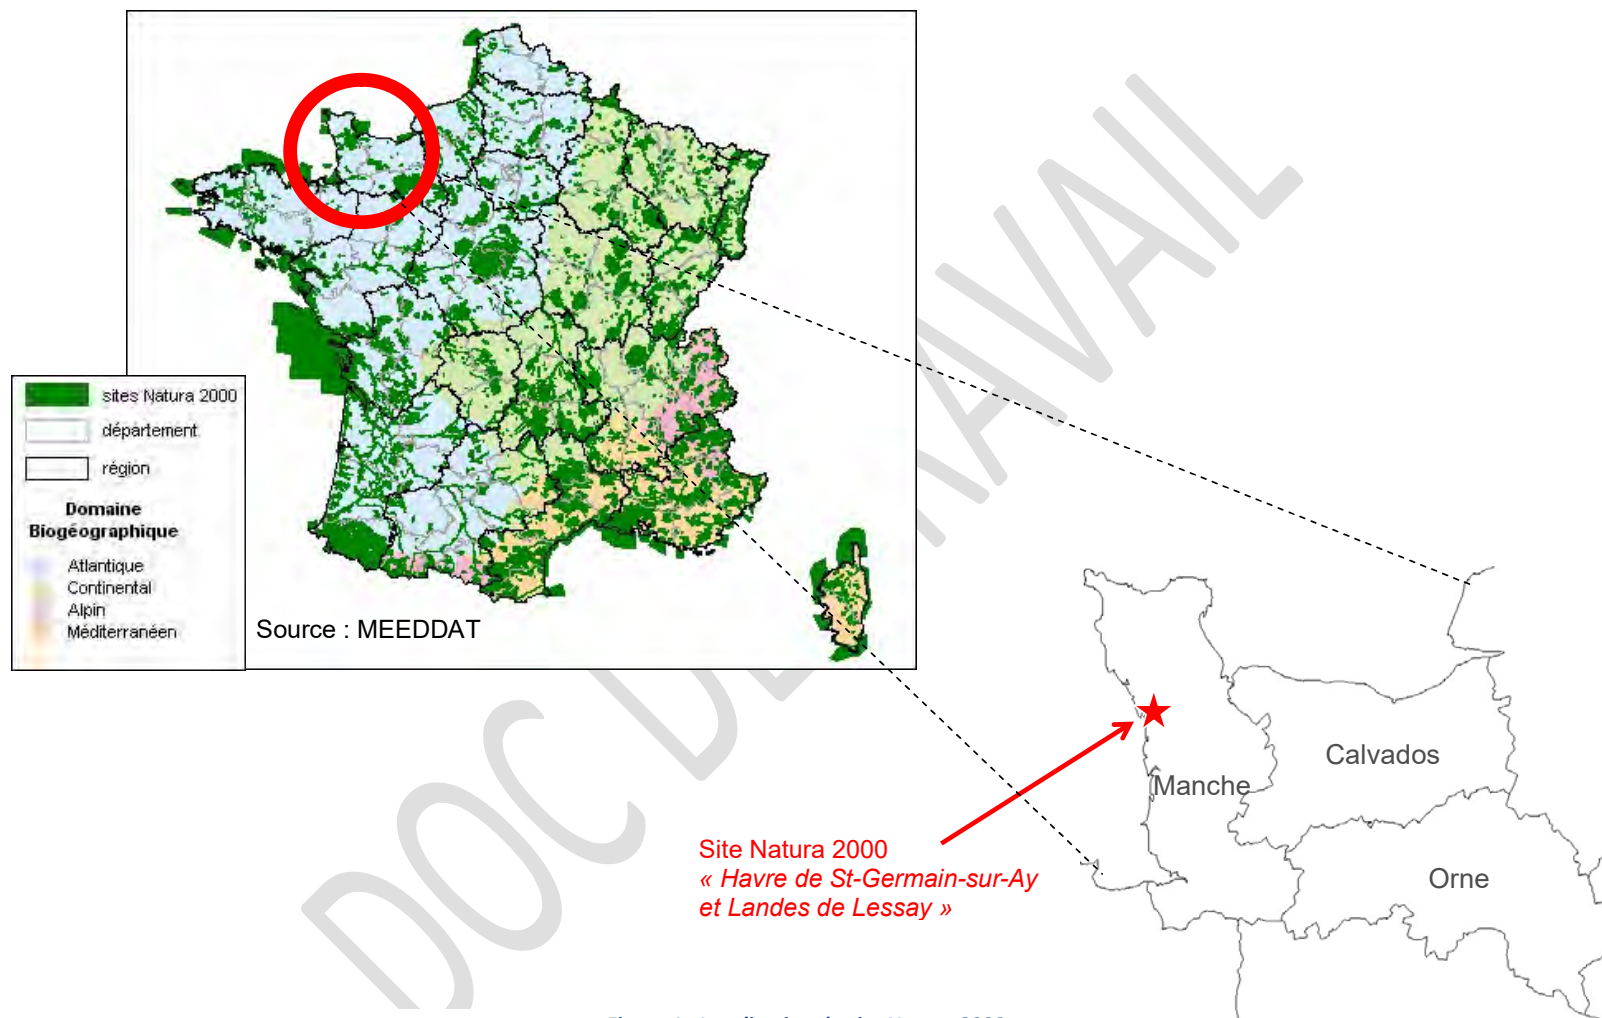 sites Natura 2000
département
région
Domaine
Biogéographique
Atlantique
Continental
Alpin
Méditerranéen
Source : MEEDDAT
Site Natura 2000
« Havre de St-Germain-sur-Ay
et Landes de Lessay »
Manche
Calvados
Orne
DOC DE TRAVAIL